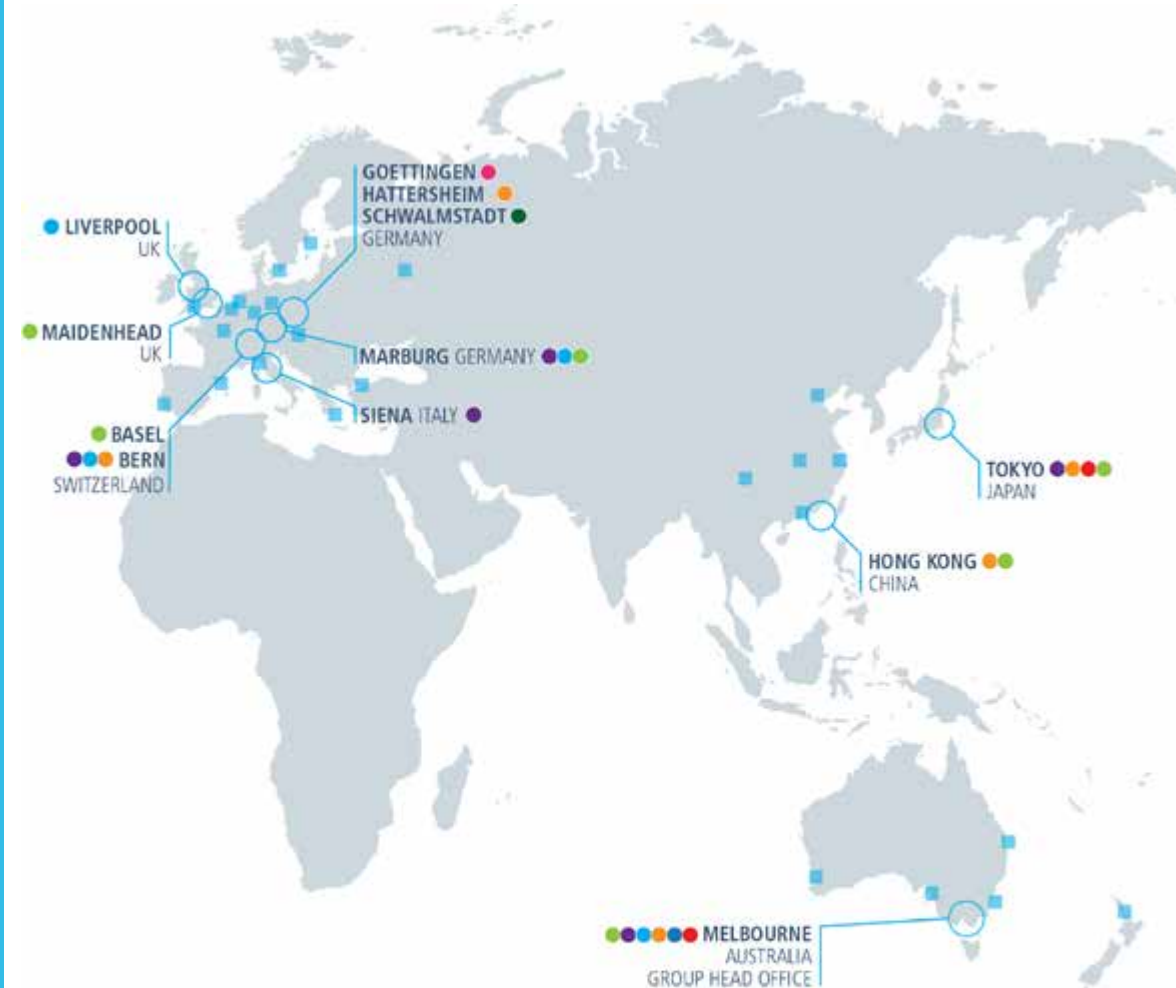 GOETTINGEN
HATTERSHEIM
SCHWALMSTADT
GERMANY
LIVERPOOL
UK
MAIDENHEAD
UK
MARBURG GERMANY
SIENA ITALY
BASEL
BERN
SWITZERLAND
TOKYO
JAPAN
HONG KONG
CHINA
MELBOURNE
AUSTRALIA
GROUP HEAD OFFICE